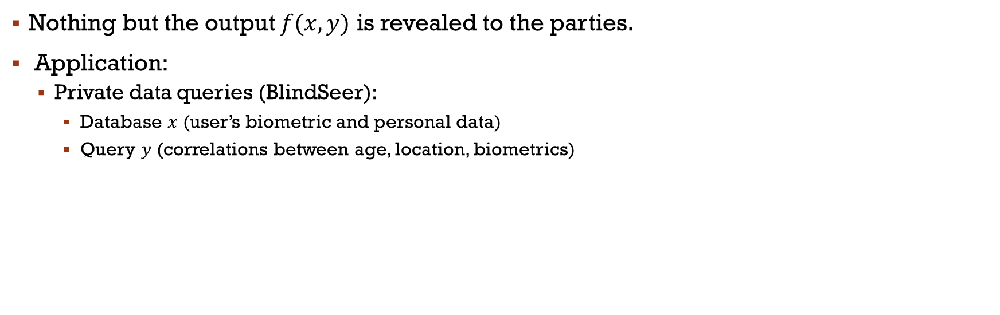 ▪ Nothing but the output f(x, y) is revealed to the parties.
▪ Application:
▪ Private data queries (BlindSeer):
▪ Database x (user’s biometric and personal data)
▪ Query y (correlations between age, location, biometrics)